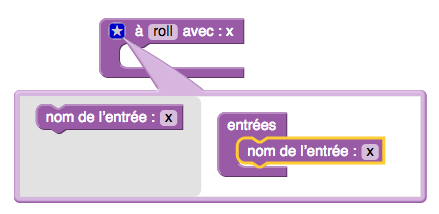 à roll avec : x
nom de l'entrée : x
entrées
nom de l'entrée : x